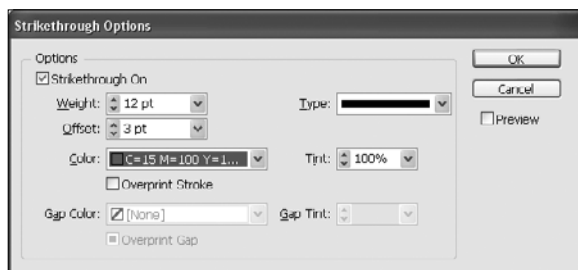 Strikethrough Options
Options
Strikethrough On
Weight: 12 pt
Type:
Offset: 3 pt
Color: C=15 M=100 Y=1...
Tint: 100%
Overprint Stroke
Gap Color: [None]
Gap Tint:
Overprint Gap
OK
Cancel
Preview